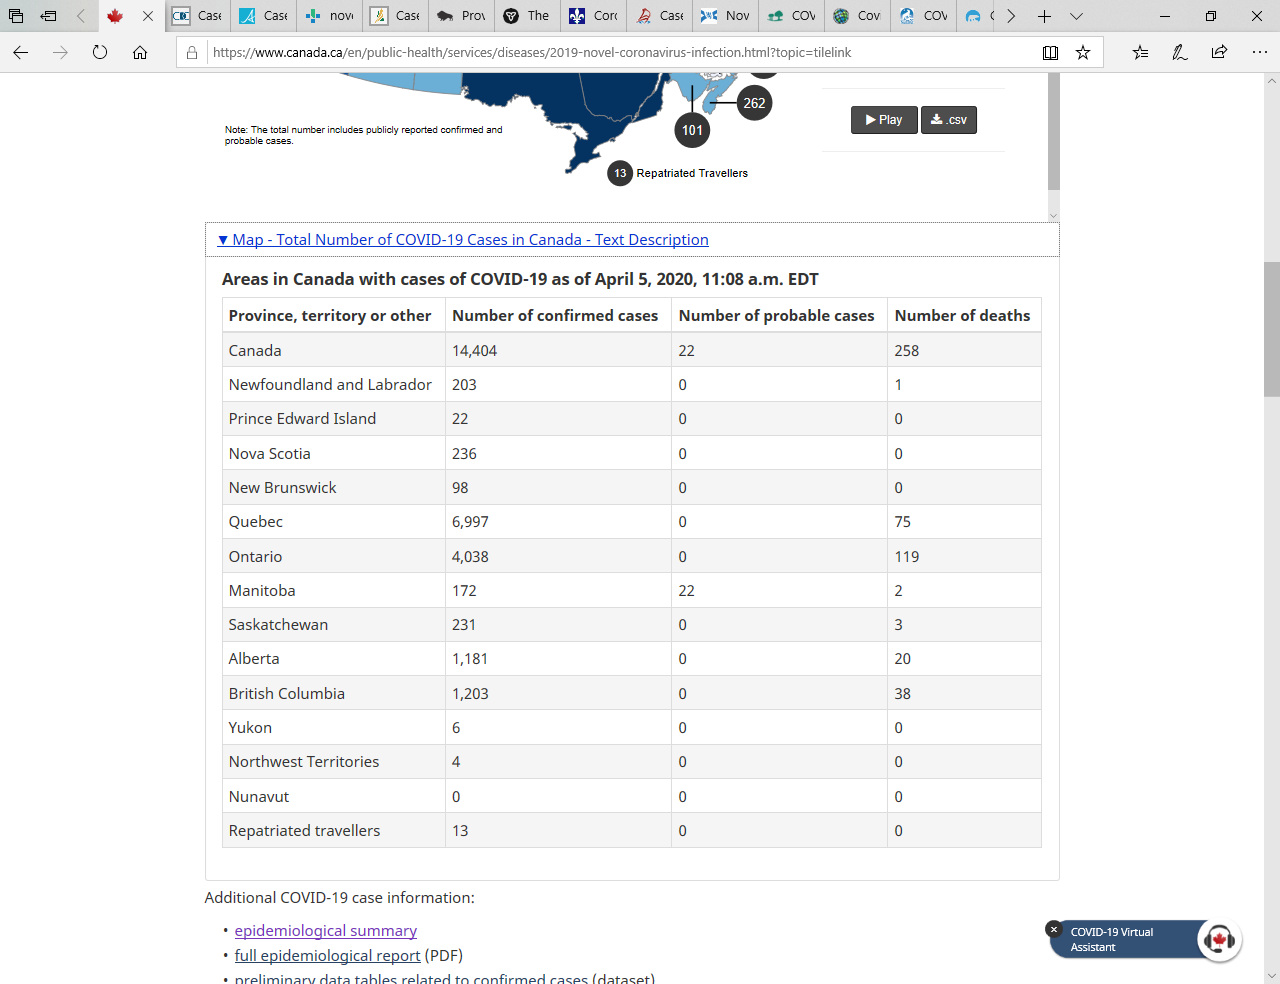 Case
Case
nov
Case
Prov
The
Corc
Case
Nov
COV
Cov
COV
https://www.canada.ca/en/public-health/services/diseases/2019-novel-coronavirus-infection.html?topic=tilelink
262
101
Note: The total number includes publicly reported confirmed and
probable cases.
13 Repatriated Travellers
Play .csv
▼ Map - Total Number of COVID-19 Cases in Canada - Text Description
Areas in Canada with cases of COVID-19 as of April 5, 2020, 11:08 a.m. EDT
Province, territory or other Number of confirmed cases Number of probable cases Number of deaths
Canada 14,404 22 258
Newfoundland and Labrador 203 0 1
Prince Edward Island 22 0 0
Nova Scotia 236 0 0
New Brunswick 98 0 0
Quebec 6,997 0 75
Ontario 4,038 0 119
Manitoba 172 22 2
Saskatchewan 231 0 3
Alberta 1,181 0 20
British Columbia 1,203 0 38
Yukon 6 0 0
Northwest Territories 4 0 0
Nunavut 0 0 0
Repatriated travellers 13 0 0
Additional COVID-19 case information:
• epidemiological summary
• full epidemiological report (PDF)
• preliminary data tables related to confirmed cases (dataset)
COVID-19 Virtual
Assistant